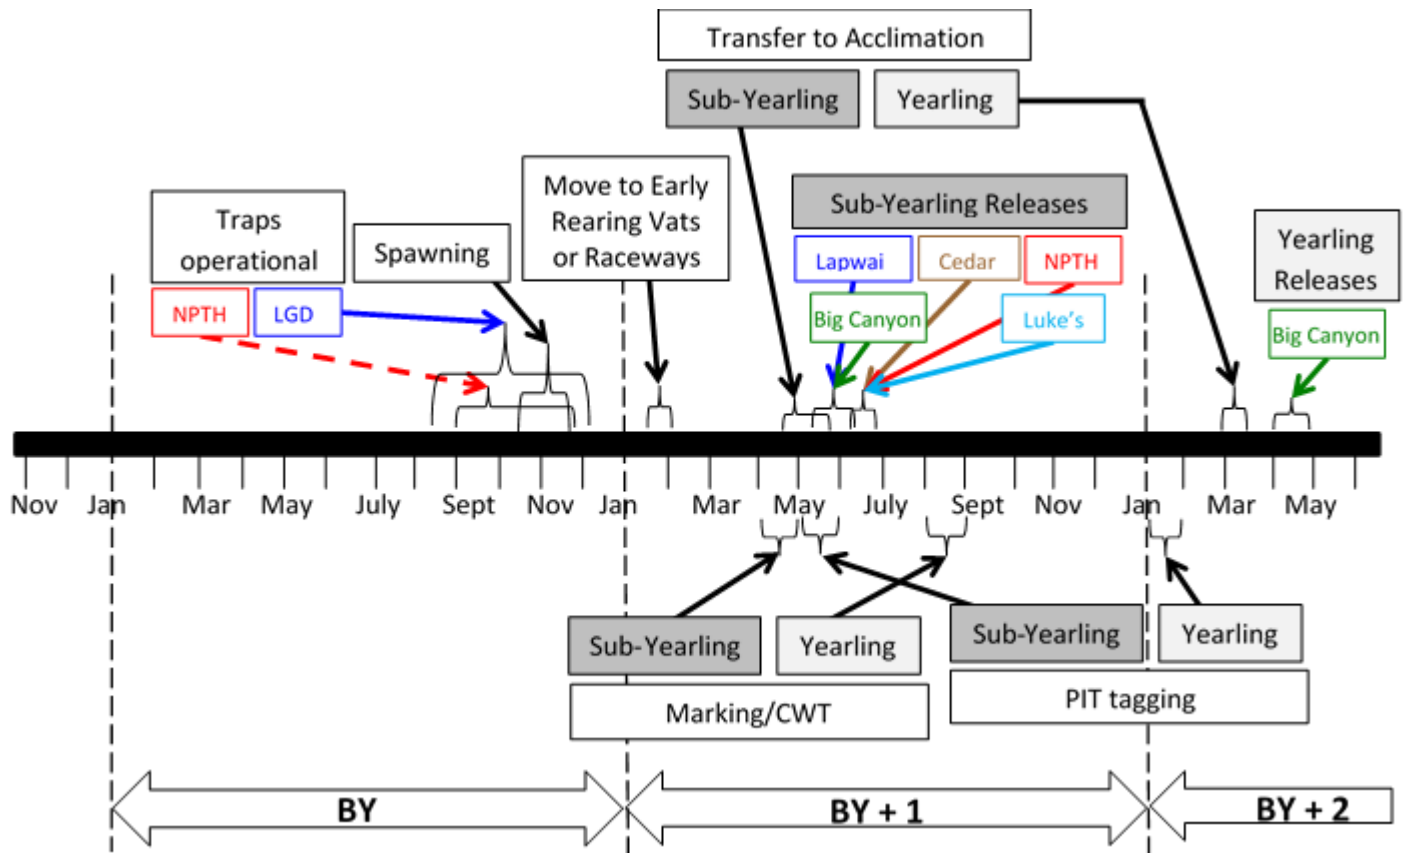 Transfer to Acclimation
Sub-Yearling
Yearling
Move to Early
Rearing Vats
or Raceways
Traps
operational
Spawning
Sub-Yearling Releases
Yearling
Releases
Lapwai
Cedar
NPTH
NPTH
LGD
Big Canyon
Luke's
Big Canyon
Nov Jan Mar May July Sept Nov Jan Mar May July Sept Nov Jan Mar May
Sub-Yearling
Yearling
Sub-Yearling
Yearling
Marking/CWT
PIT tagging
BY
BY + 1
BY + 2